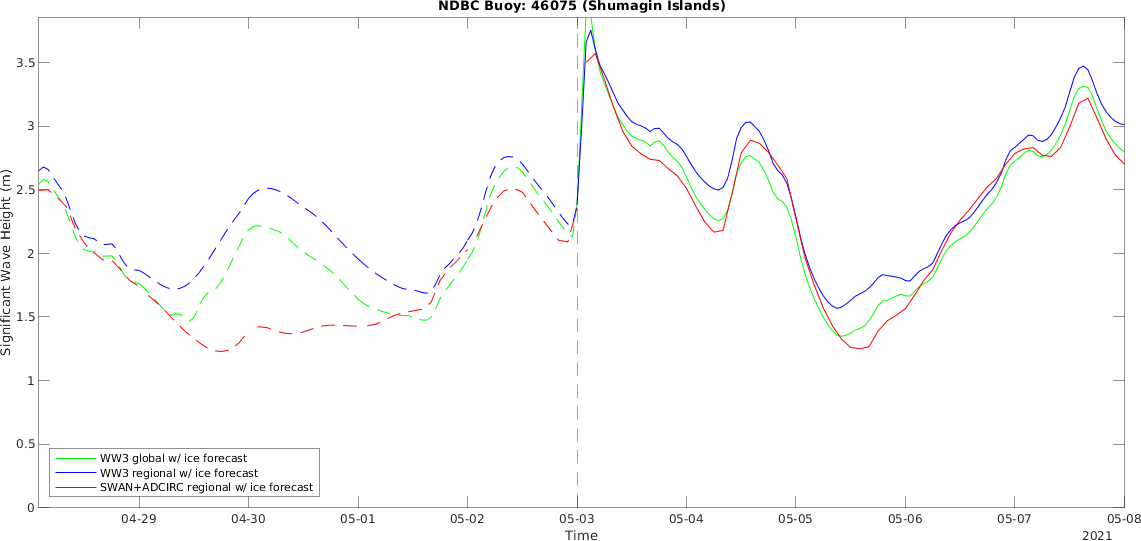 NDBC Buoy: 46075 (Shumagin Islands)
Significant Wave Height (m)
3.5
3
2.5
2
1.5
1
0.5
0
WW3 global w/ ice forecast
WW3 regional w/ ice forecast
SWAN+ADCIRC regional w/ ice forecast
04-29 04-30 05-01 05-02 05-03 05-04 05-05 05-06 05-07 05-08
Time
2021